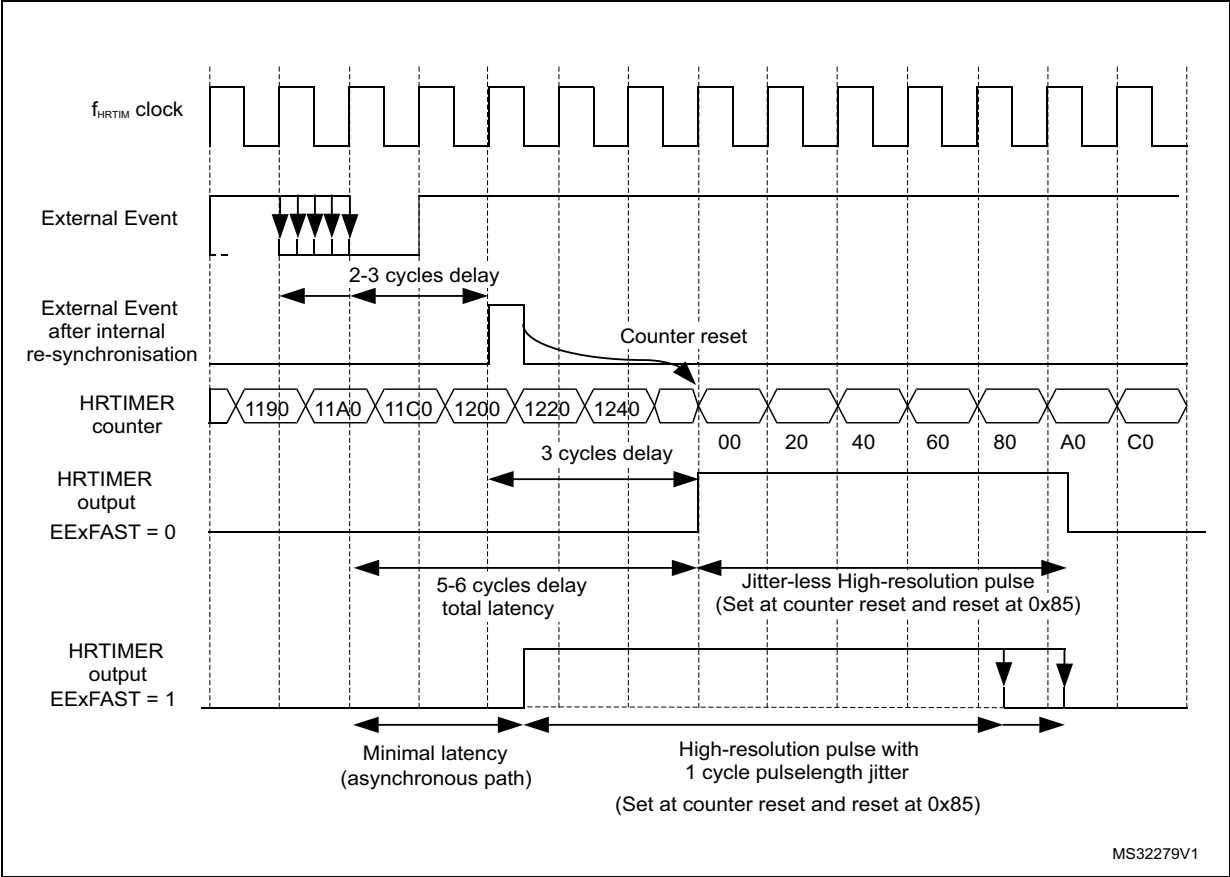 fHRTIM clock
External Event
2-3 cycles delay
External Event
after internal
re-synchronisation
Counter reset
HRTIMER
counter
1190 11A0 11C0 1200 1220 1240
00 20 40 60 80 A0 C0
3 cycles delay
HRTIMER
output
EExFAST = 0
5-6 cycles delay
total latency
Jitter-less High-resolution pulse
(Set at counter reset and reset at 0x85)
HRTIMER
output
EExFAST = 1
Minimal latency
(asynchronous path)
High-resolution pulse with
1 cycle pulselength jitter
(Set at counter reset and reset at 0x85)
MS32279V1